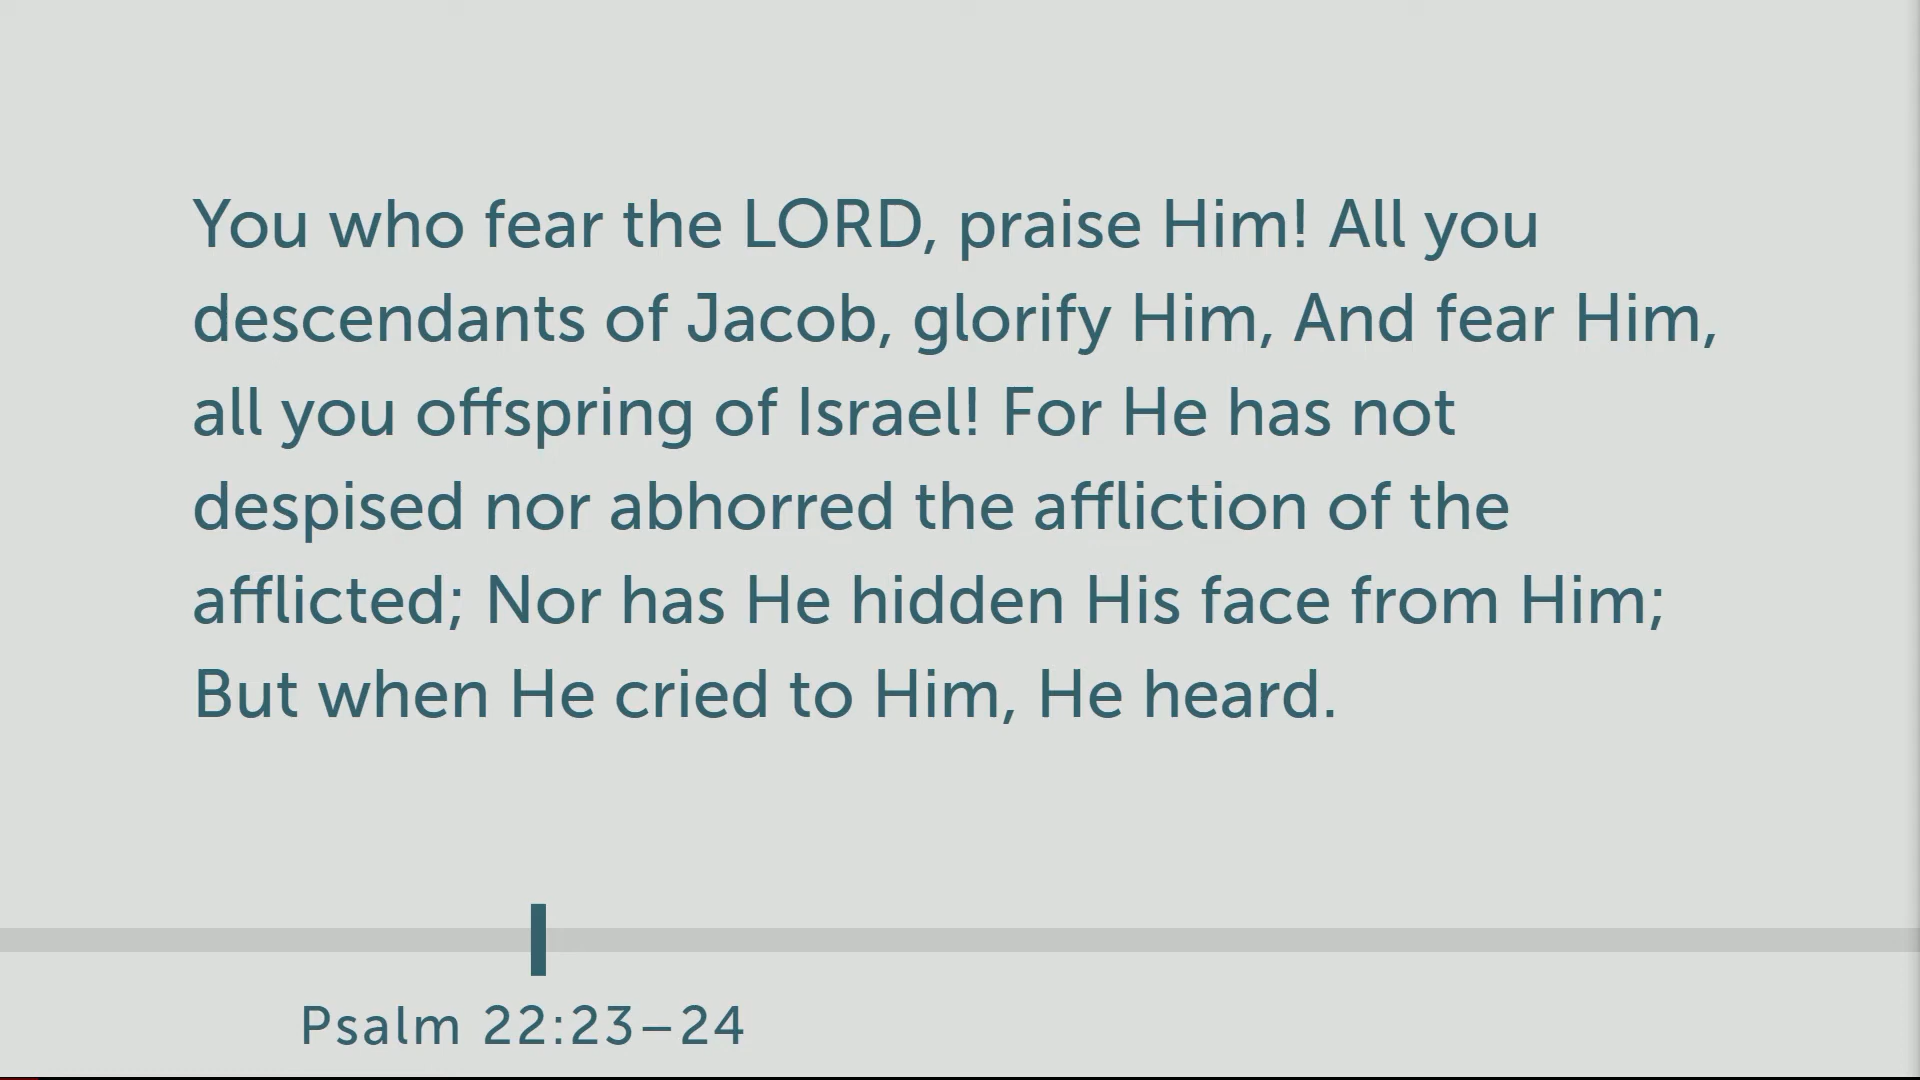 You who fear the LORD, praise Him! All you
descendants of Jacob, glorify Him, And fear Him,
all you offspring of Israel! For He has not
despised nor abhorred the affliction of the
afflicted; Nor has He hidden His face from Him;
But when He cried to Him, He heard.
Psalm 22:23–24